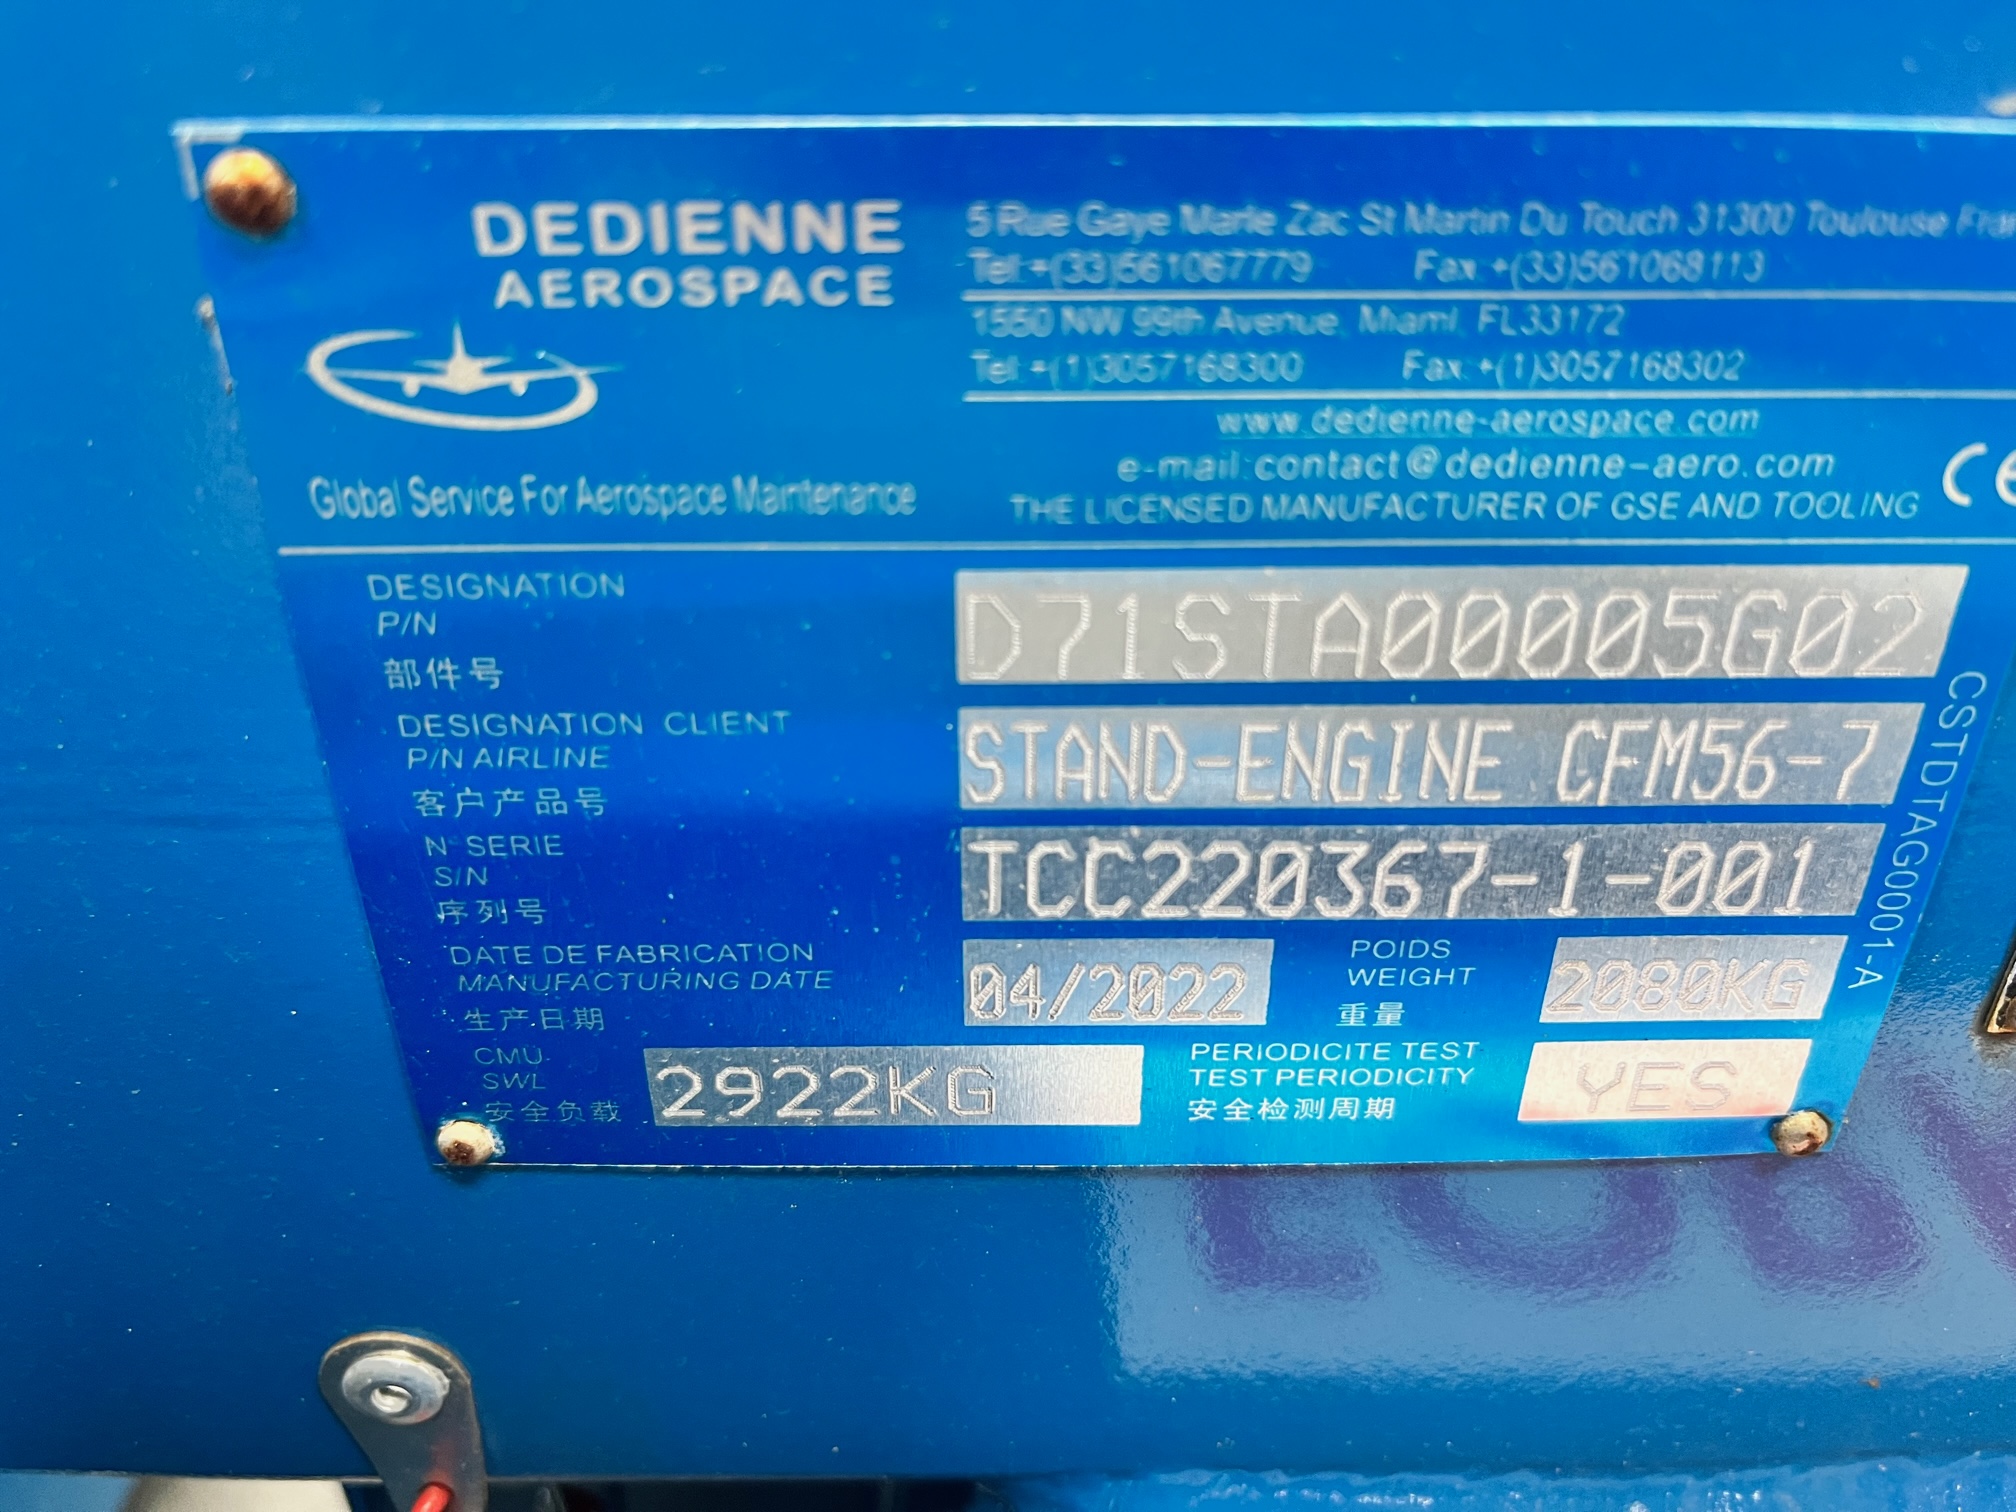 DEDIENNE
AEROSPACE
Global Service For Aerospace Maintenance
5 Rue Gaye Marie Zac St Martin Du Touch 31300 Toulouse
Tel:+(33)561067779 Fax:+(33)561068113
1550 NW 99th Avenue, Miami, FL33172
Tel:+(1)3057168300 Fax:+(1)3057168302
www.dedienne-aerospace.com
e-mail:contact@dedienne-aero.com
THE LICENSED MANUFACTURER OF GSE AND TOOLING
CE
DESIGNATION
P/N
部件号
D71STA00005G02
DESIGNATION CLIENT
P/N AIRLINE
客户产品号
STAND-ENGINE CFM56-7
N° SERIE
S/N
序列号
TCC220367-1-001
DATE DE FABRICATION
MANUFACTURING DATE
生产日期
04/2022
POIDS
WEIGHT
重量
2080KG
CMU
SWL
安全负载
2922KG
PERIODICITE TEST
TEST PERIODICITY
安全检测周期
YES
CSTDTAG0001-A